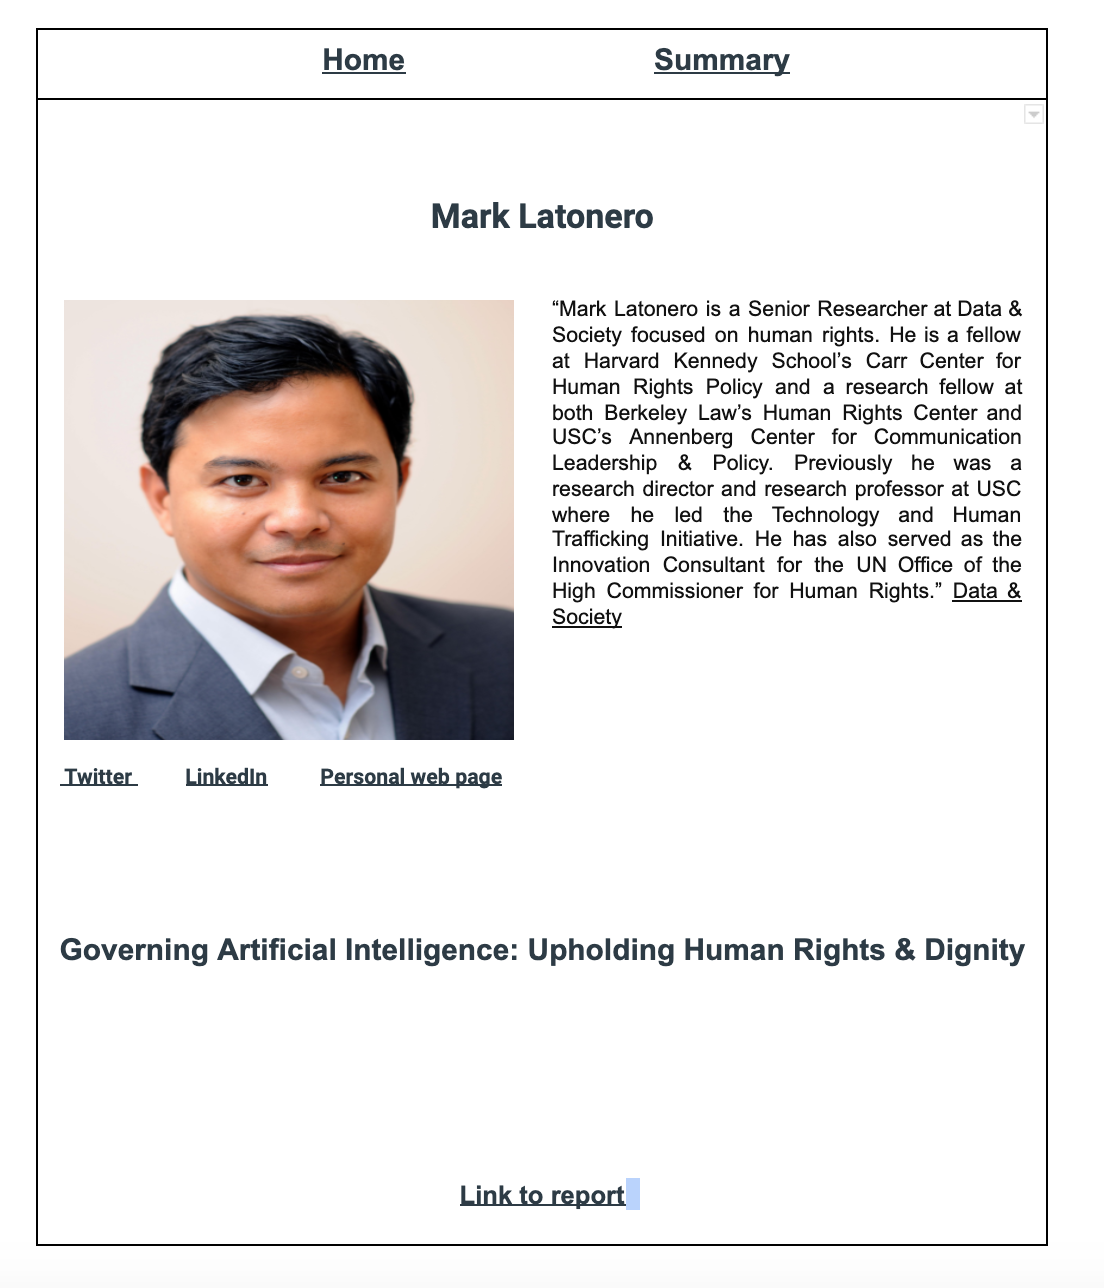 Home Summary
Mark Latonero
“Mark Latonero is a Senior Researcher at Data &
Society focused on human rights. He is a fellow
at Harvard Kennedy School’s Carr Center for
Human Rights Policy and a research fellow at
both Berkeley Law’s Human Rights Center and
USC’s Annenberg Center for Communication
Leadership & Policy. Previously he was a
research director and research professor at USC
where he led the Technology and Human
Trafficking Initiative. He has also served as the
Innovation Consultant for the UN Office of the
High Commissioner for Human Rights.” Data &
Society
Twitter LinkedIn Personal web page
Governing Artificial Intelligence: Upholding Human Rights & Dignity
Link to report